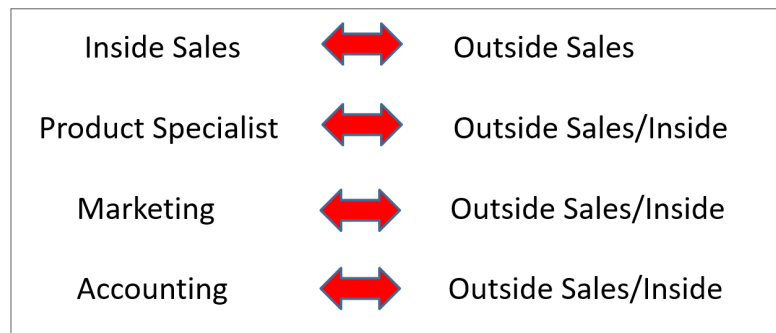 Inside Sales Outside Sales
Product Specialist Outside Sales/Inside
Marketing Outside Sales/Inside
Accounting Outside Sales/Inside